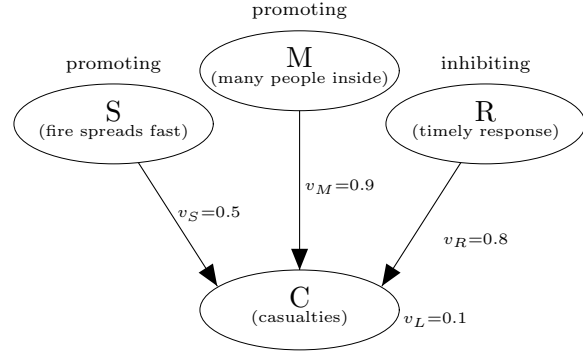 promoting
M
(many people inside)
promoting
S
(fire spreads fast)
inhibiting
R
(timely response)
v_S=0.5
v_M=0.9
v_R=0.8
C
(casualties)
v_L=0.1